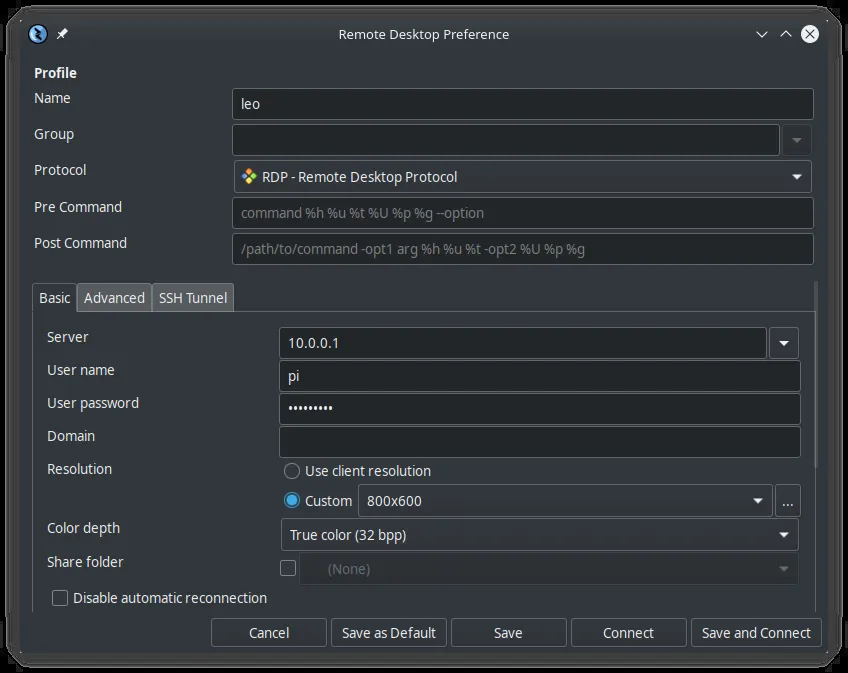 Remote Desktop Preference
Profile
Name leo
Group
Protocol RDP - Remote Desktop Protocol
Pre Command command %h %u %t %U %p %g --option
Post Command /path/to/command -opt1 arg %h %u %t -opt2 %U %p %g
Basic Advanced SSH Tunnel
Server 10.0.0.1
User name pi
User password •••••••••
Domain
Resolution Use client resolution
Custom 800x600 ...
Color depth True color (32 bpp)
Share folder (None)
Disable automatic reconnection
Cancel Save as Default Save Connect Save and Connect